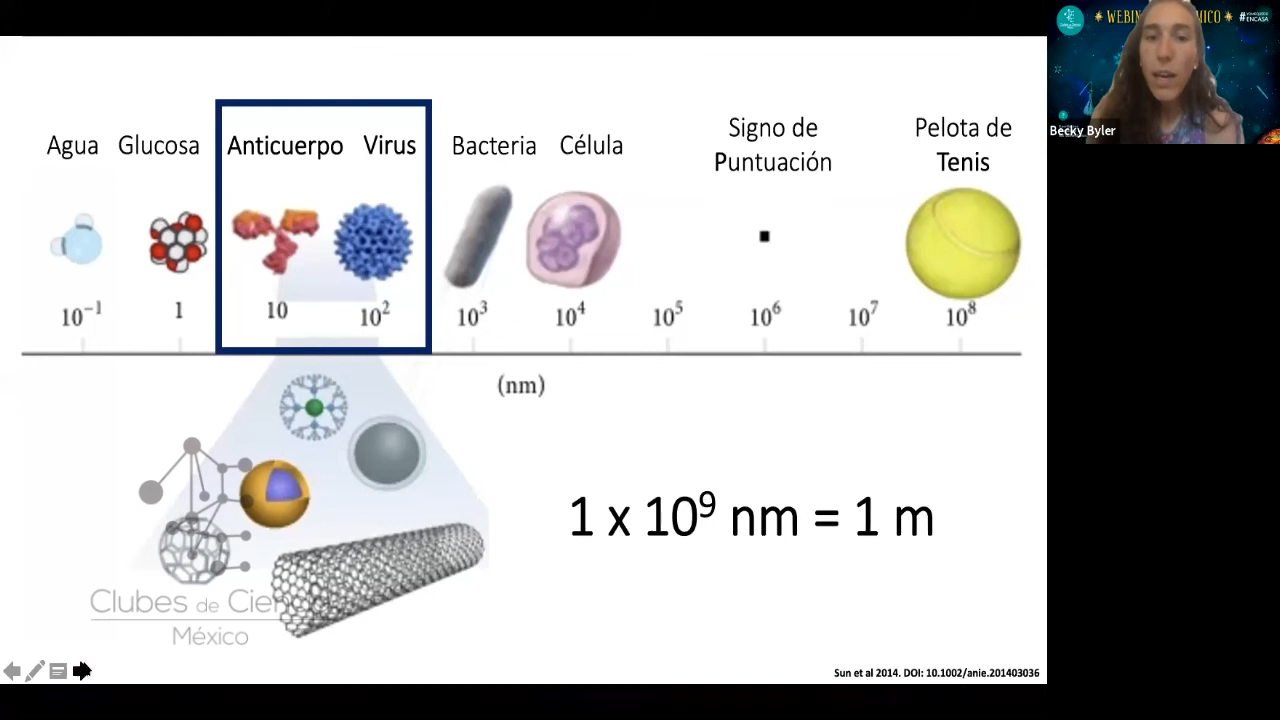 Agua Glucosa Anticuerpo Virus Bacteria Célula Signo de Puntuación Pelota de Tenis
10⁻¹ 1 10 10² 10³ 10⁴ 10⁵ 10⁶ 10⁷ 10⁸
(nm)
1 x 10⁹ nm = 1 m
Clubes de
México
Sun et al 2014. DOI: 10.1002/anie.201403036
Becky Byler